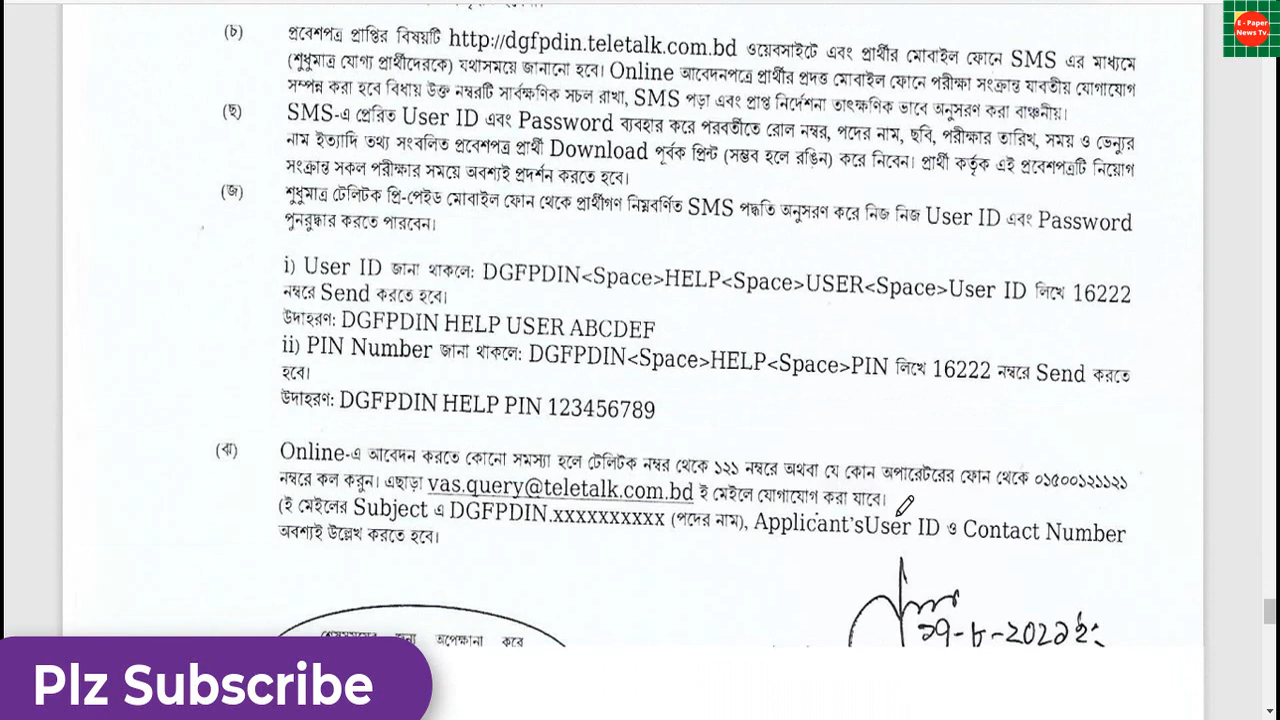 E - Paper
News Tv.
(চ) প্রবেশপত্র প্রাপ্তির বিষয়টি http://dgfpdin.teletalk.com.bd ওয়েবসাইটে এবং প্রার্থীর মোবাইল ফোনে SMS এর মাধ্যমে
(শুধুমাত্র যোগ্য প্রার্থীদেরকে) যথাসময়ে জানানো হবে। Online আবেদনপত্রে প্রার্থীর প্রদত্ত মোবাইল ফোনে পরীক্ষা সংক্রান্ত যাবতীয় যোগাযোগ
সম্পন্ন করা হবে বিধায় উক্ত নম্বরটি সার্বক্ষণিক সচল রাখা, SMS পড়া এবং প্রাপ্ত নির্দেশনা তাৎক্ষণিক ভাবে অনুসরণ করা বাঞ্চনীয়।
(ছ) SMS-এ প্রেরিত User ID এবং Password ব্যবহার করে পরবর্তীতে রোল নম্বর, পদের নাম, ছবি, পরীক্ষার তারিখ, সময় ও ভেন্যুর
নাম ইত্যাদি তথ্য সংবলিত প্রবেশপত্র প্রার্থী Download পূর্বক প্রিন্ট (সম্ভব হলে রঙিন) করে নিবেন। প্রার্থী কর্তৃক এই প্রবেশপত্রটি নিয়োগ
সংক্রান্ত সকল পরীক্ষার সময়ে অবশ্যই প্রদর্শন করতে হবে।
(জ) শুধুমাত্র টেলিটক প্রি-পেইড মোবাইল ফোন থেকে প্রার্থীগণ নিম্নবর্ণিত SMS পদ্ধতি অনুসরণ করে নিজ নিজ User ID এবং Password
পুনরুদ্ধার করতে পারবেন।
i) User ID জানা থাকলে: DGFPDIN<Space>HELP<Space>USER<Space>User ID লিখে 16222
নম্বরে Send করতে হবে।
উদাহরণ: DGFPDIN HELP USER ABCDEF
ii) PIN Number জানা থাকলে: DGFPDIN<Space>HELP<Space>PIN লিখে 16222 নম্বরে Send করতে
হবে।
উদাহরণ: DGFPDIN HELP PIN 123456789
(ঝ) Online-এ আবেদন করতে কোনো সমস্যা হলে টেলিটক নম্বর থেকে ১২১ নম্বরে অথবা যে কোন অপারেটরের ফোন থেকে ০১৫০০১২১১২১
নম্বরে কল করুন। এছাড়া vas.query@teletalk.com.bd ই মেইলে যোগাযোগ করা যাবে।
(ই মেইলের Subject এ DGFPDIN.xxxxxxxxxx (পদের নাম), Applicant'sUser ID ও Contact Number
অবশ্যই উল্লেখ করতে হবে।
জন্য অপেক্ষানা করে
Plz Subscribe